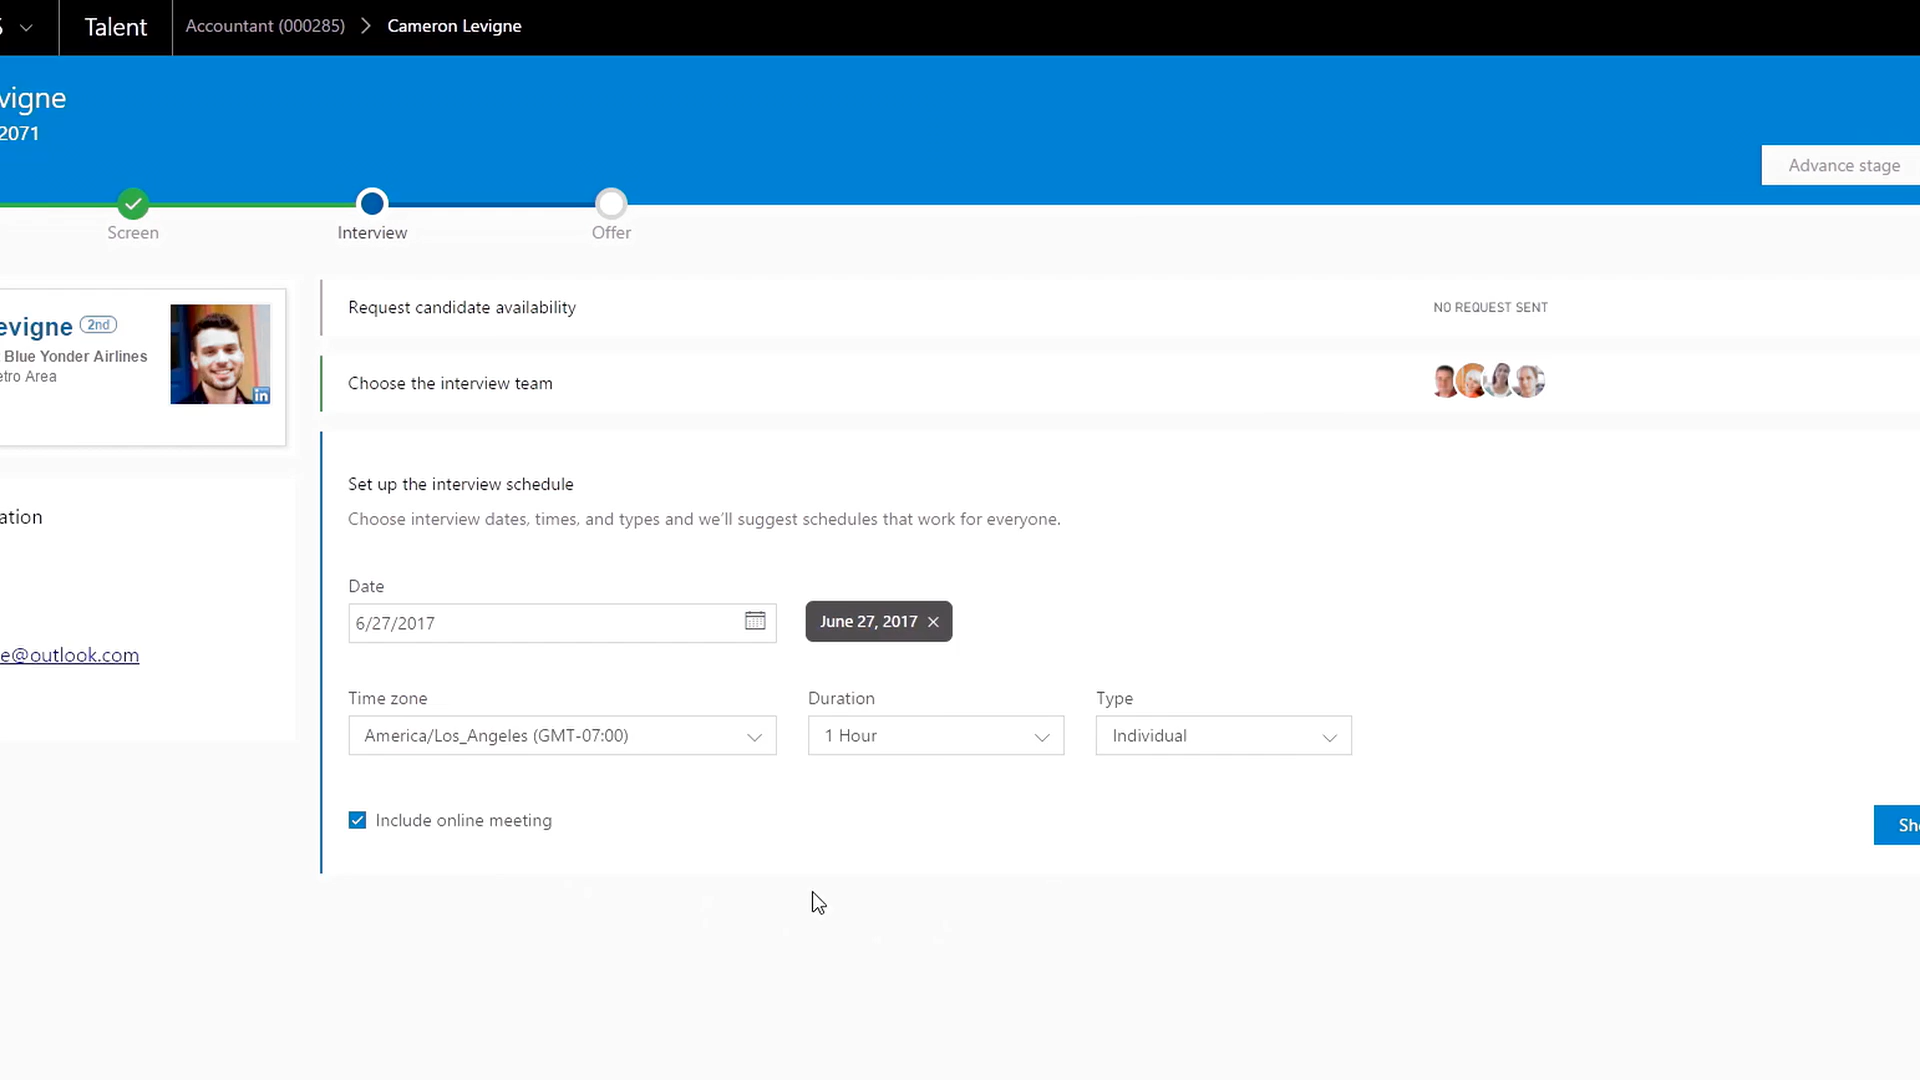 Talent
Accountant (000285) > Cameron Levigne
vigne
2071
Advance stage
Screen
Interview
Offer
evigne 2nd
Blue Yonder Airlines
etro Area
in
ation
e@outlook.com
Request candidate availability
NO REQUEST SENT
Choose the interview team
Set up the interview schedule
Choose interview dates, times, and types and we'll suggest schedules that work for everyone.
Date
6/27/2017
June 27, 2017 ×
Time zone
Duration
Type
America/Los_Angeles (GMT-07:00)
1 Hour
Individual
Include online meeting
Sh